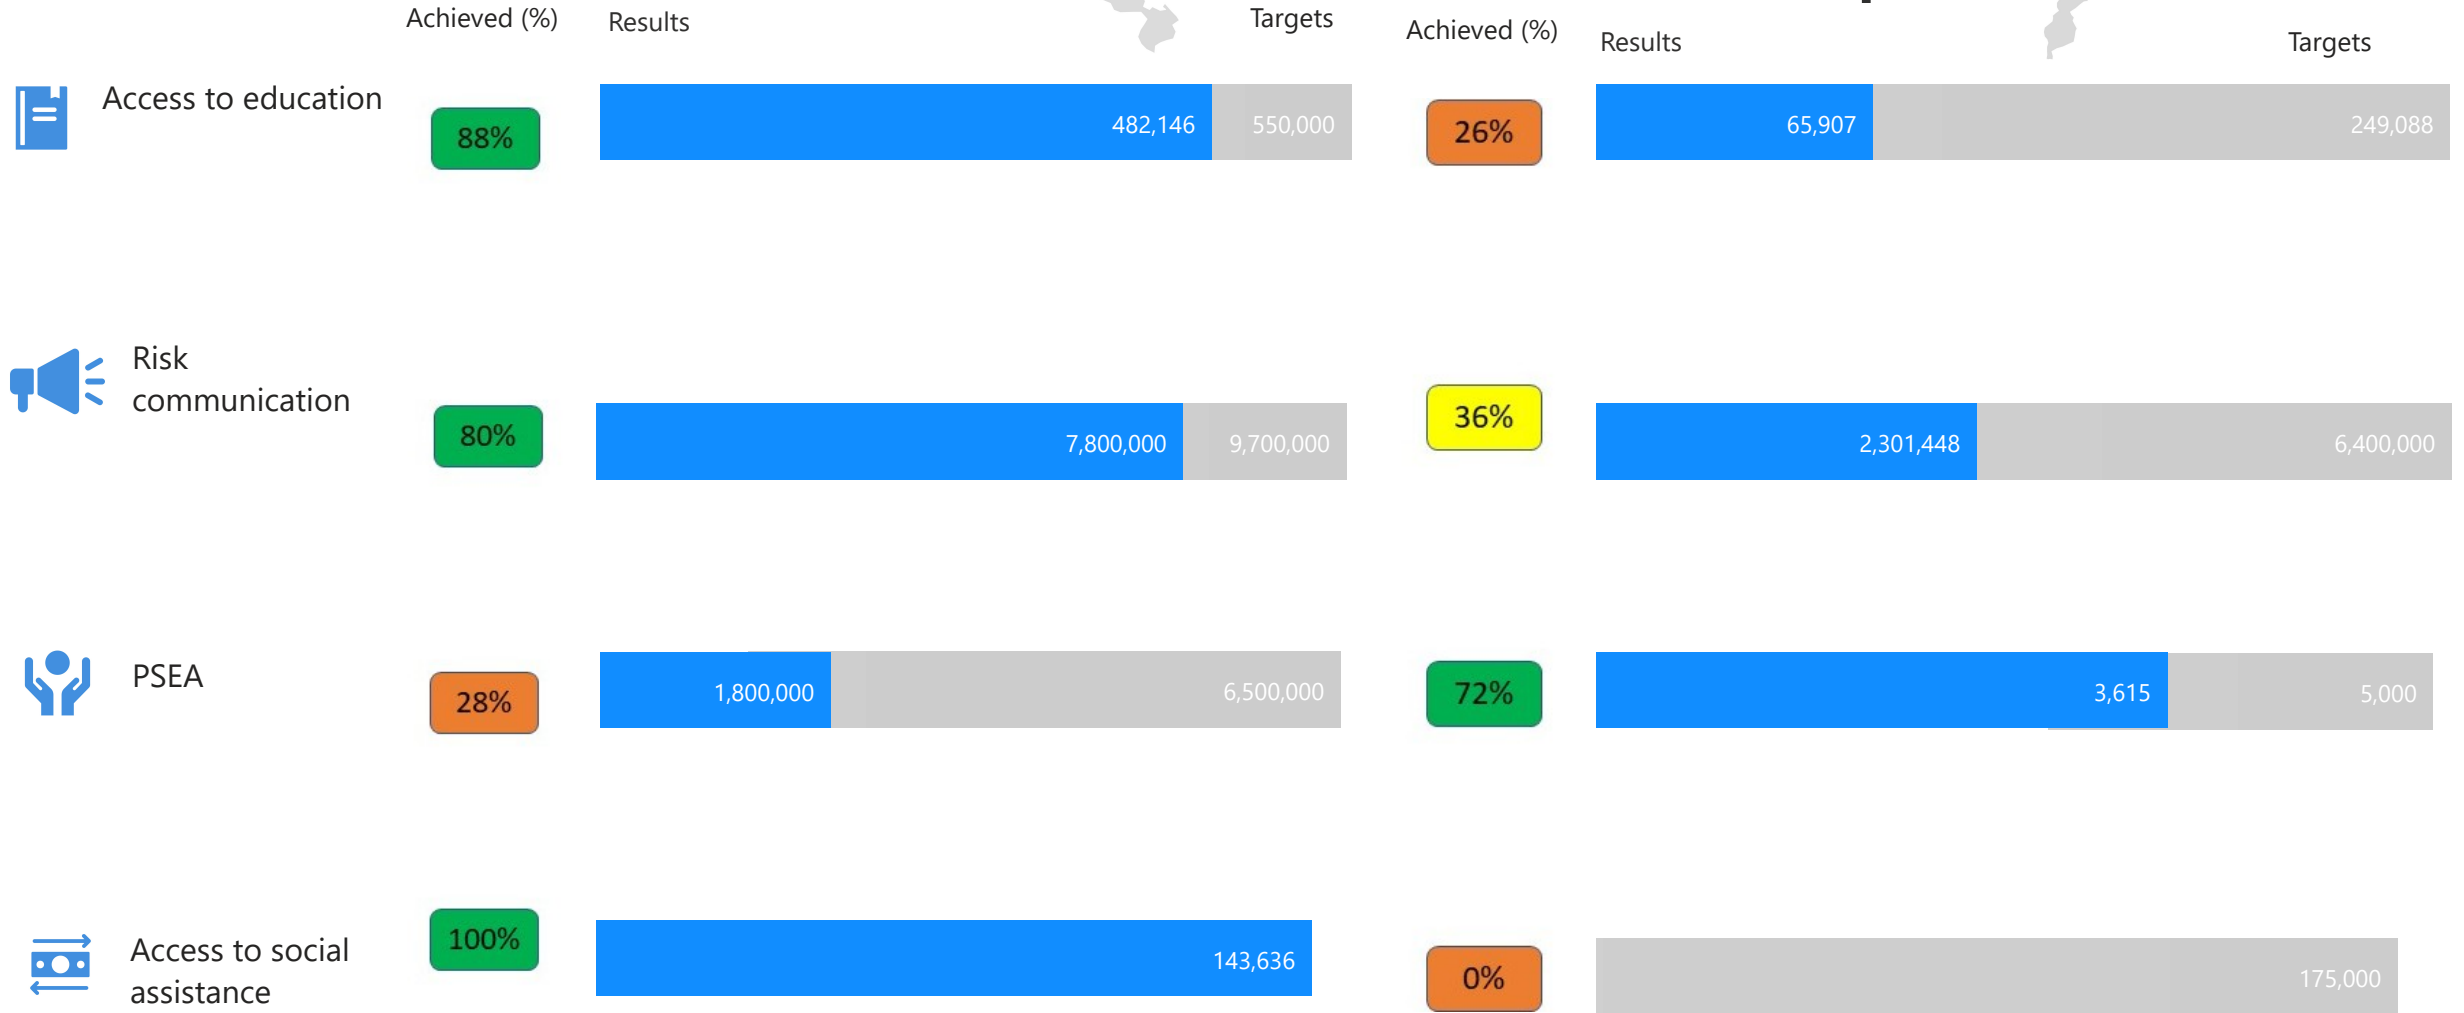 Achieved (%) Results Targets Achieved (%) Results Targets
Access to education 88% 482,146 550,000 26% 65,907 249,088
Risk
communication
80% 7,800,000 9,700,000 36% 2,301,448 6,400,000
PSEA 28% 1,800,000 6,500,000 72% 3,615 5,000
Access to social
assistance
100% 143,636 0% 175,000